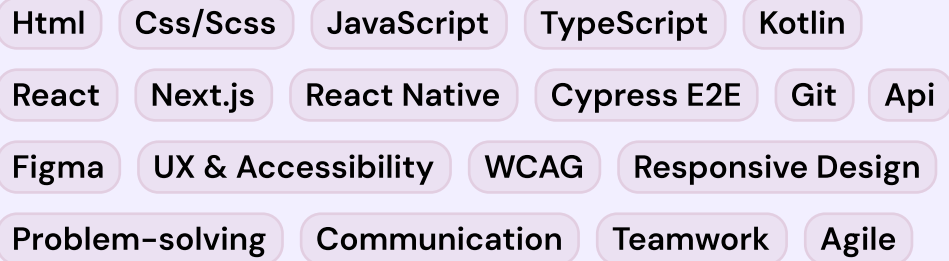 Html Css/Scss JavaScript TypeScript Kotlin
React Next.js React Native Cypress E2E Git Api
Figma UX & Accessibility WCAG Responsive Design
Problem-solving Communication Teamwork Agile